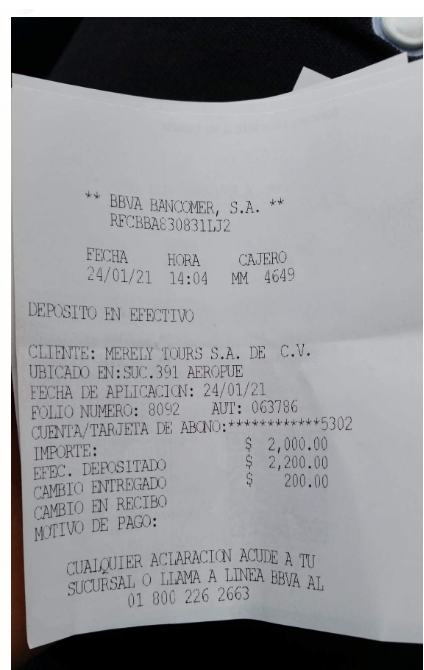 ** BBVA BANCOMER, S.A. **
RFCBBA830831LJ2
FECHA HORA CAJERO
24/01/21 14:04 MM 4649
DEPOSITO EN EFECTIVO
CLIENTE: MERELY TOURS S.A. DE C.V.
UBICADO EN:SUC.391 AEROPUE
FECHA DE APLICACION: 24/01/21
FOLIO NUMERO: 8092 AUT: 063786
CUENTA/TARJETA DE ABONO:************5302
IMPORTE: $ 2,000.00
EFEC. DEPOSITADO $ 2,200.00
CAMBIO ENTREGADO $ 200.00
CAMBIO EN RECIBO
MOTIVO DE PAGO:
CUALQUIER ACLARACION ACUDE A TU
SUCURSAL O LLAMA A LINEA BBVA AL
01 800 226 2663